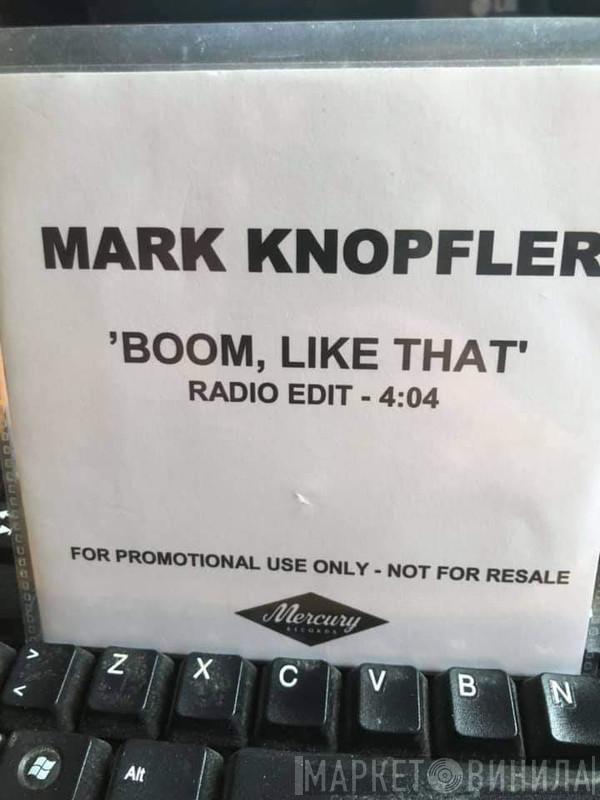 MARK KNOPFLER
'BOOM, LIKE THAT'
RADIO EDIT - 4:04
FOR PROMOTIONAL USE ONLY - NOT FOR RESALE
Mercury
RECORDS
> Z X C V B N
<
Alt
МАРКЕТ ВИНИЛА